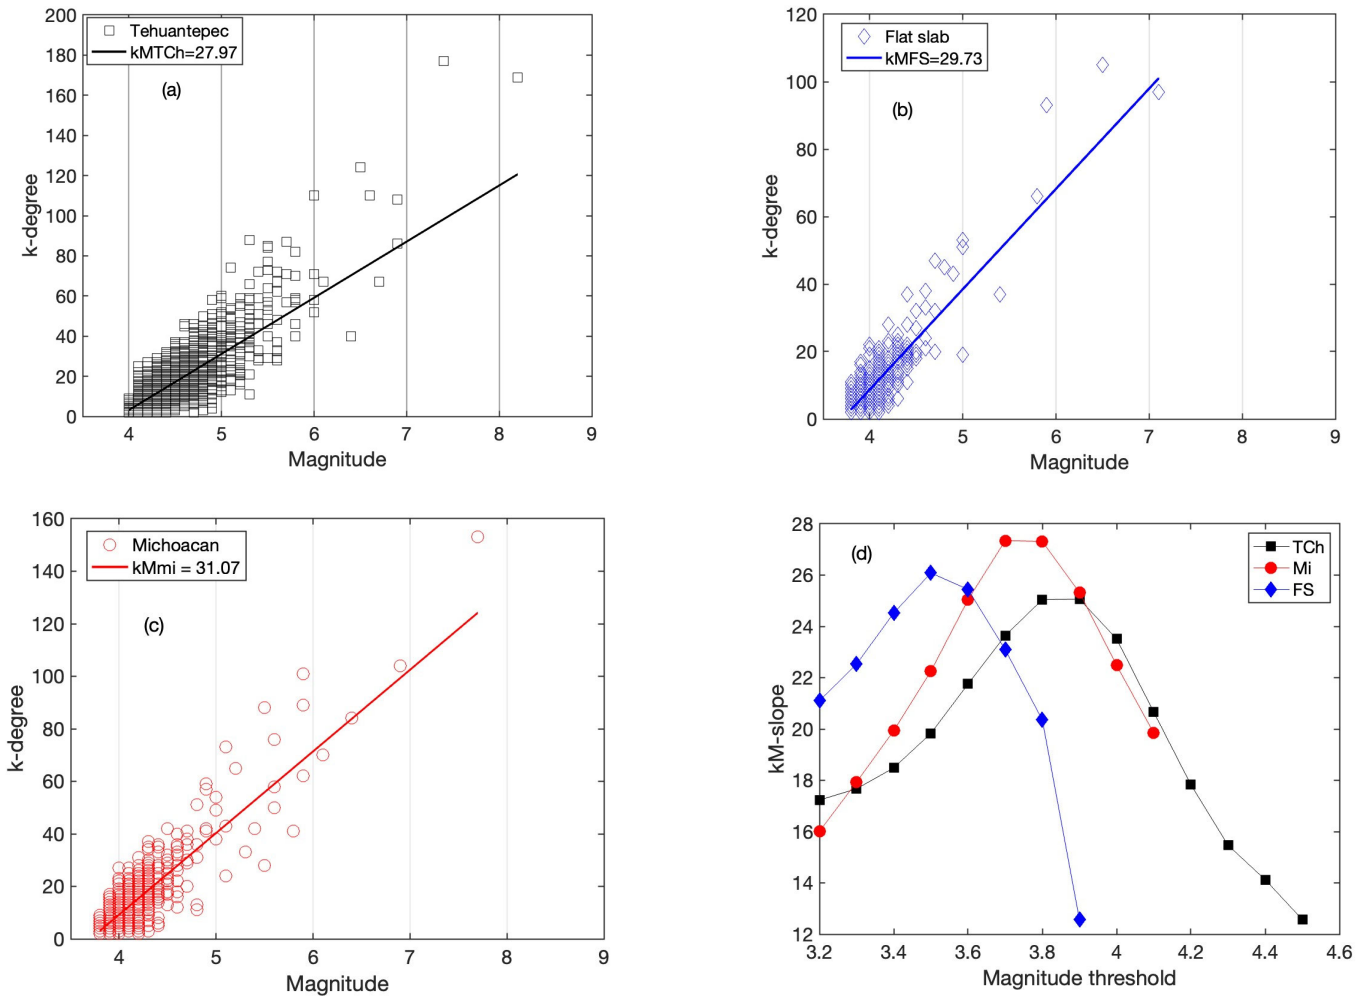 Tehuantepec
kMTCh=27.97
(a)
200
180
160
140
120
100
80
60
40
20
0
4
5
6
7
8
9
k-degree
Magnitude
Flat slab
kMFS=29.73
(b)
120
100
80
60
40
20
0
4
5
6
7
8
9
k-degree
Magnitude
Michoacan
kMmi = 31.07
(c)
160
140
120
100
80
60
40
20
0
4
5
6
7
8
9
k-degree
Magnitude
(d)
TCh
Mi
FS
28
26
24
22
20
18
16
14
12
3.2
3.4
3.6
3.8
4
4.2
4.4
4.6
kM-slope
Magnitude threshold